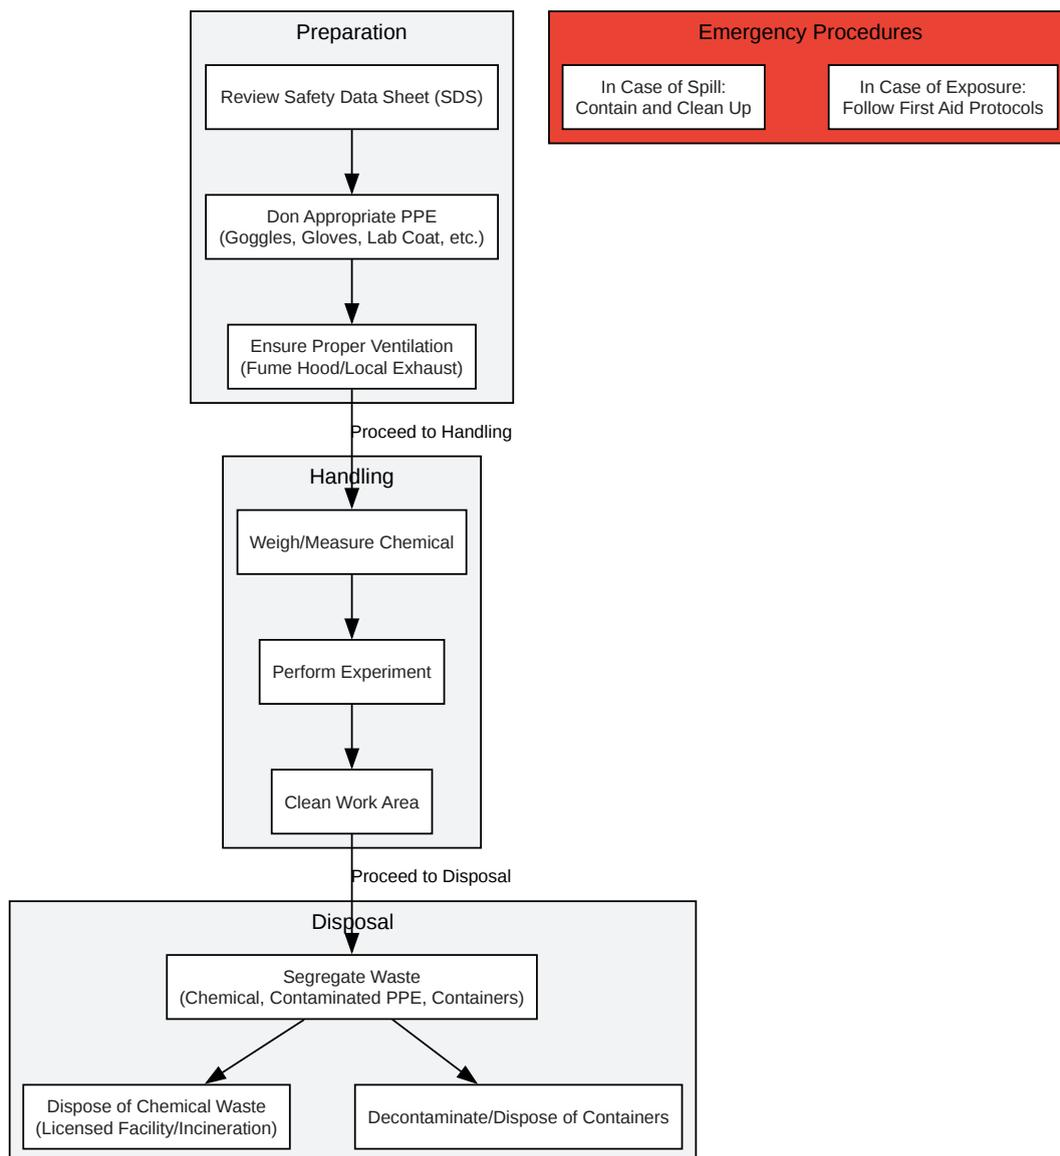 Preparation
Review Safety Data Sheet (SDS)
Don Appropriate PPE
(Goggles, Gloves, Lab Coat, etc.)
Ensure Proper Ventilation
(Fume Hood/Local Exhaust)
Emergency Procedures
In Case of Spill:
Contain and Clean Up
In Case of Exposure:
Follow First Aid Protocols
Proceed to Handling
Handling
Weigh/Measure Chemical
Perform Experiment
Clean Work Area
Proceed to Disposal
Disposal
Segregate Waste
(Chemical, Contaminated PPE, Containers)
Dispose of Chemical Waste
(Licensed Facility/Incineration)
Decontaminate/Dispose of Containers